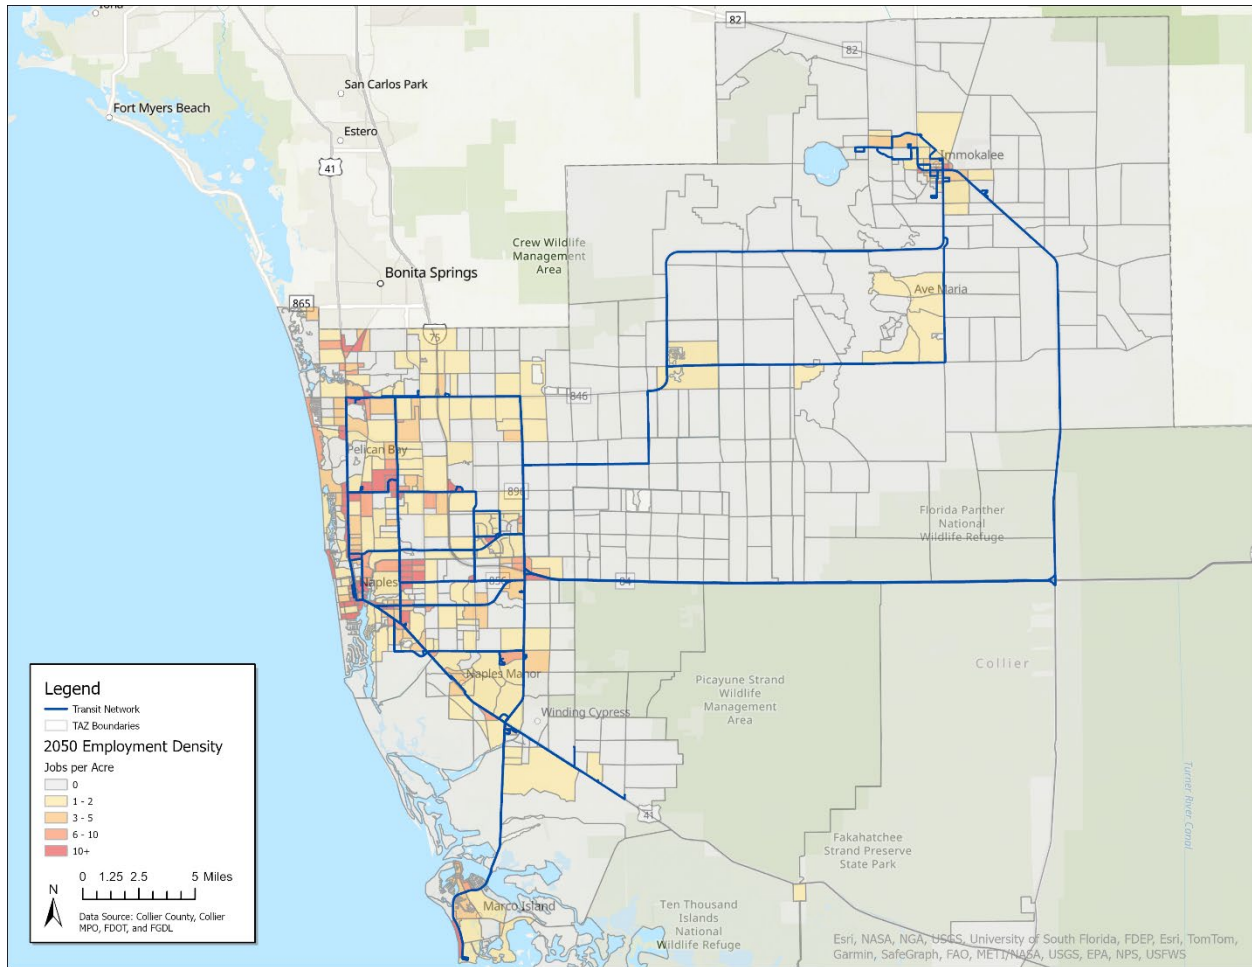 Iona
82
82
San Carlos Park
Fort Myers Beach
Estero
41
Immokalee
Crew Wildlife
Management
Area
Bonita Springs
Ave Maria
865
75
846
Pelican Bay
896
Florida Panther
National
Wildlife Refuge
Naples
856
84
Collier
Naples Manor
Picayune Strand
Wildlife
Management
Area
Winding Cypress
Turner River Canal
41
Fakahatchee
Strand Preserve
State Park
Marco Island
Ten Thousand
Islands
National
Wildlife Refuge
Legend
Transit Network
TAZ Boundaries
2050 Employment Density
Jobs per Acre
0
1 - 2
3 - 5
6 - 10
10+
0 1.25 2.5 5 Miles
N
Data Source: Collier County, Collier
MPO, FDOT, and FGDL
Esri, NASA, NGA, USGS, University of South Florida, FDEP, Esri, TomTom,
Garmin, SafeGraph, FAO, METI/NASA, USGS, EPA, NPS, USFWS